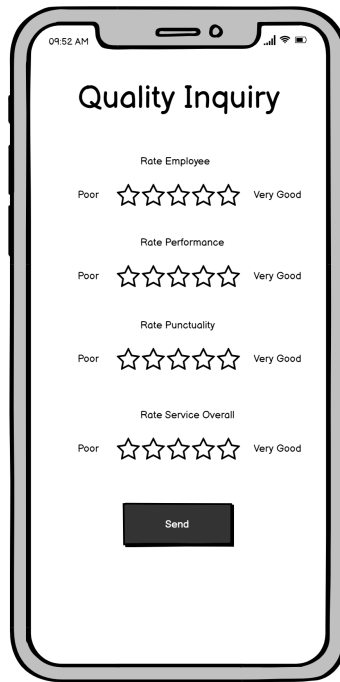 09:52 AM
Quality Inquiry
Rate Employee
Poor Very Good
Rate Performance
Poor Very Good
Rate Punctuality
Poor Very Good
Rate Service Overall
Poor Very Good
Send